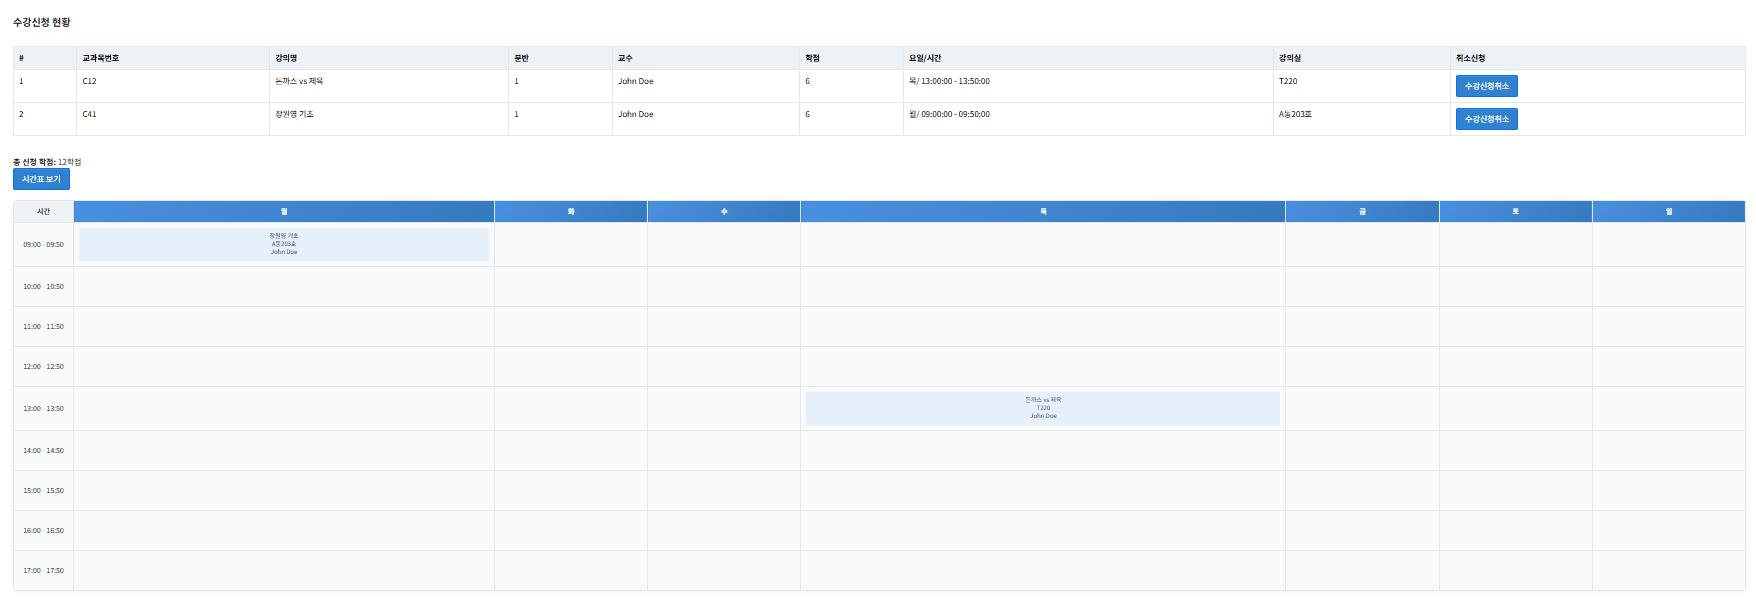 수강신청 현황
# 교과목번호 강의명 분반 교수 학점 요일/시간 강의실 취소신청
1 C12 돈까스 vs 제육 1 John Doe 6 목/ 13:00:00 - 13:50:00 T220 수강신청취소
2 C41 장원영 기초 1 John Doe 6 월/ 09:00:00 - 09:50:00 A동203호 수강신청취소
총 신청 학점: 12학점
시간표 보기
시간 월 화 수 목 금 토 일
09:00 - 09:50
장원영 기초
A동203호
John Doe
10:00 - 10:50
11:00 - 11:50
12:00 - 12:50
13:00 - 13:50
돈까스 vs 제육
T220
John Doe
14:00 - 14:50
15:00 - 15:50
16:00 - 16:50
17:00 - 17:50